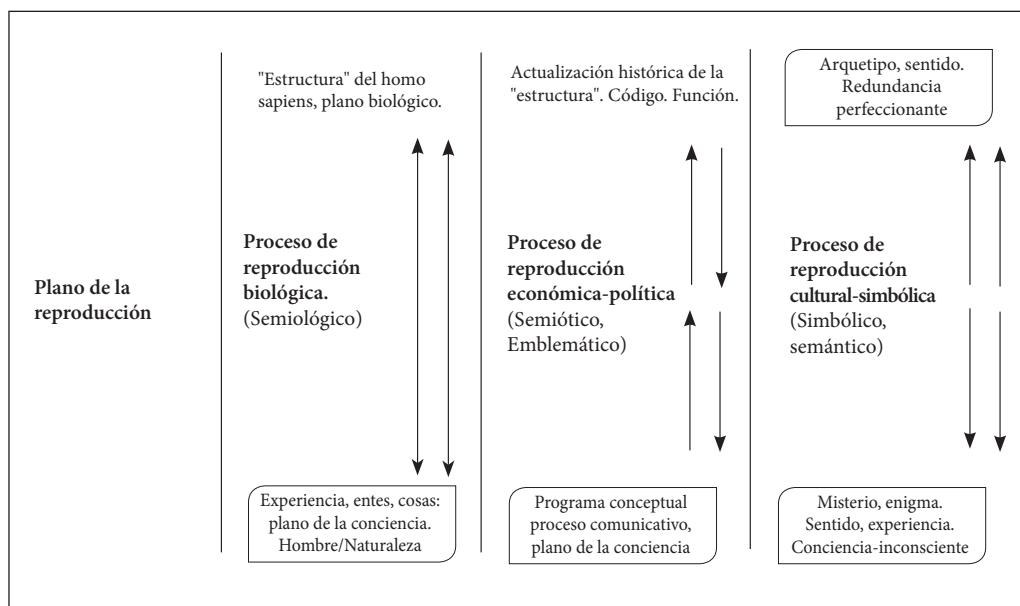 "Estructura" del homo
sapiens, plano biológico.
Actualización histórica de la
"estructura". Código. Función.
Arquetipo, sentido.
Redundancia
perfeccionante
Plano de la
reproducción
Proceso de
reproducción
biológica.
(Semiológico)
Proceso de
reproducción
económica-política
(Semiótico,
Emblemático)
Proceso de
reproducción
cultural-simbólica
(Simbólico,
semántico)
Experiencia, entes, cosas:
plano de la conciencia.
Hombre/Naturaleza
Programa conceptual
proceso comunicativo,
plano de la conciencia
Misterio, enigma.
Sentido, experiencia.
Conciencia-inconsciente